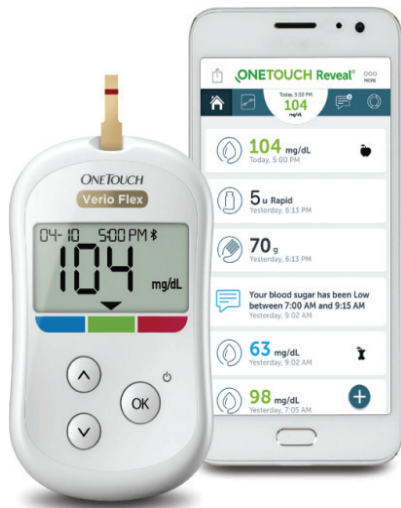 ONETOUCH
Verio Flex
04-10 5:00 PM
104 mg/dL
OK
ONETOUCH Reveal®
MORE
Today, 5:00 PM
104
mg/dL
104 mg/dL
Today, 5:00 PM
5 u Rapid
Yesterday, 6:13 PM
70 g
Yesterday, 6:13 PM
Your blood sugar has been Low
between 7:00 AM and 9:15 AM
Yesterday, 9:02 AM
63 mg/dL
Yesterday, 9:02 AM
98 mg/dL
Yesterday, 7:05 AM